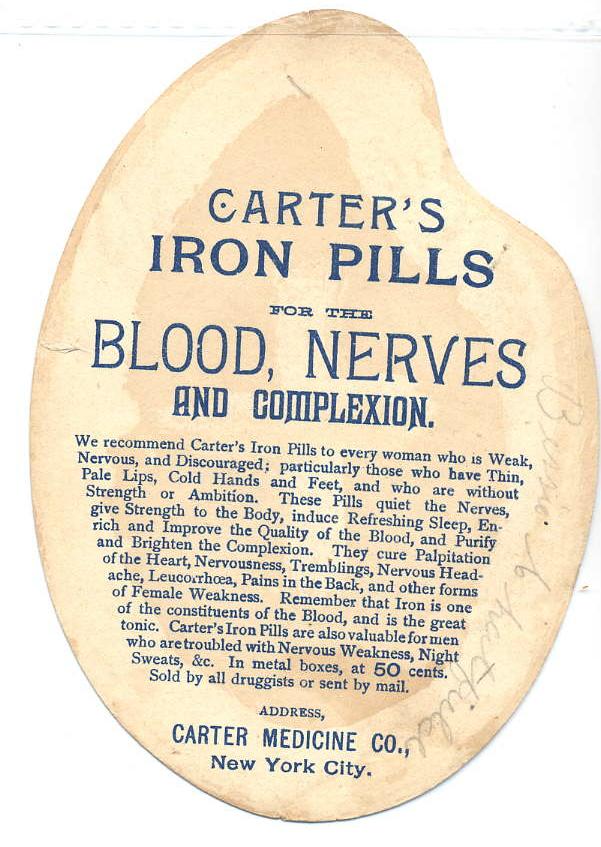 CARTER'S
IRON PILLS
FOR THE
BLOOD, NERVES
AND COMPLEXION.
We recommend Carter's Iron Pills to every woman who is Weak,
Nervous, and Discouraged; particularly those who have Thin,
Pale Lips, Cold Hands and Feet, and who are without
Strength or Ambition. These Pills quiet the Nerves,
give Strength to the Body, induce Refreshing Sleep, En-
rich and Improve the Quality of the Blood, and Purify
and Brighten the Complexion. They cure Palpitation
of the Heart, Nervousness, Tremblings, Nervous Head-
ache, Leucorrhœa, Pains in the Back, and other forms
of Female Weakness. Remember that Iron is one
of the constituents of the Blood, and is the great
tonic. Carter's Iron Pills are also valuable for men
who are troubled with Nervous Weakness, Night
Sweats, &c. In metal boxes, at 50 cents.
Sold by all druggists or sent by mail.
ADDRESS,
CARTER MEDICINE CO.,
New York City.